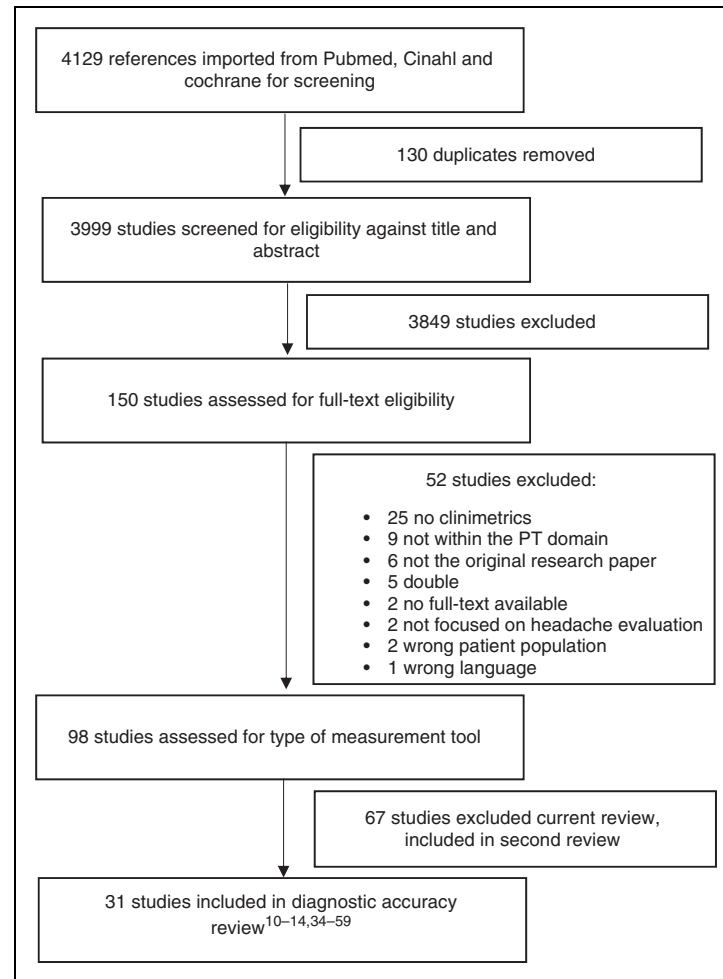 4129 references imported from Pubmed, Cinahl and
cochrane for screening
130 duplicates removed
3999 studies screened for eligibility against title and
abstract
3849 studies excluded
150 studies assessed for full-text eligibility
52 studies excluded:
• 25 no clinimetrics
• 9 not within the PT domain
• 6 not the original research paper
• 5 double
• 2 no full-text available
• 2 not focused on headache evaluation
• 2 wrong patient population
• 1 wrong language
98 studies assessed for type of measurement tool
67 studies excluded current review,
included in second review
31 studies included in diagnostic accuracy
review10–14,34–59